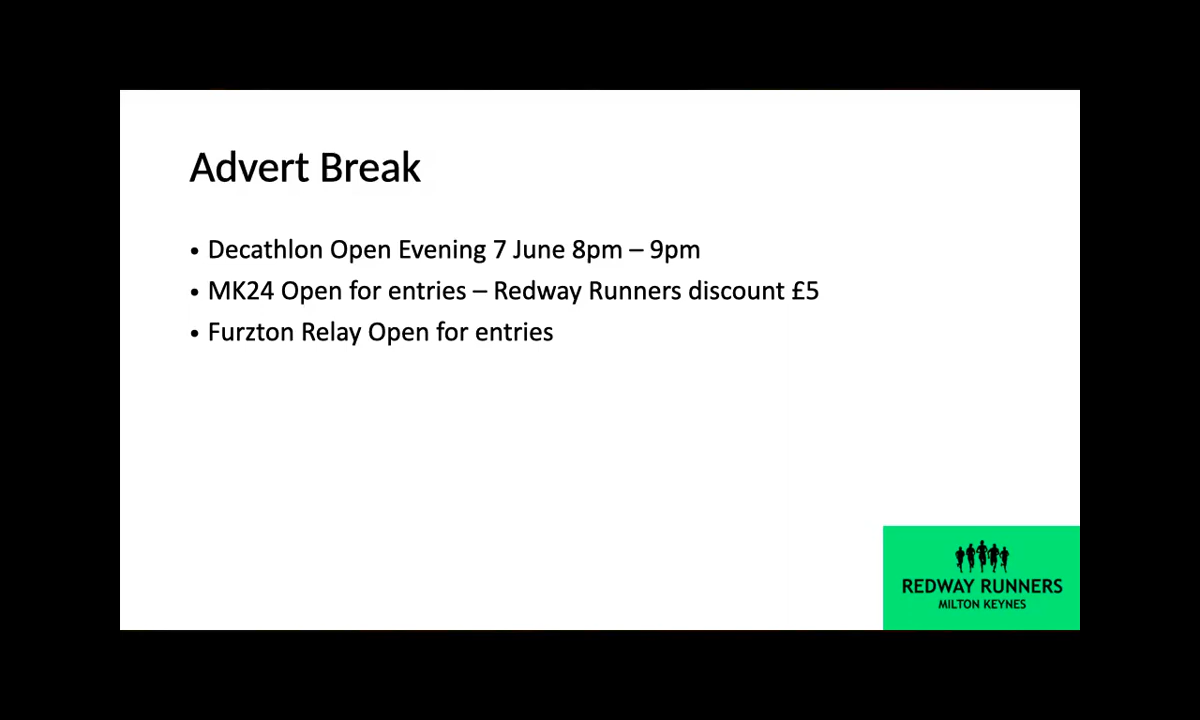 Advert Break
• Decathlon Open Evening 7 June 8pm – 9pm
• MK24 Open for entries – Redway Runners discount £5
• Furzton Relay Open for entries
REDWAY RUNNERS
MILTON KEYNES